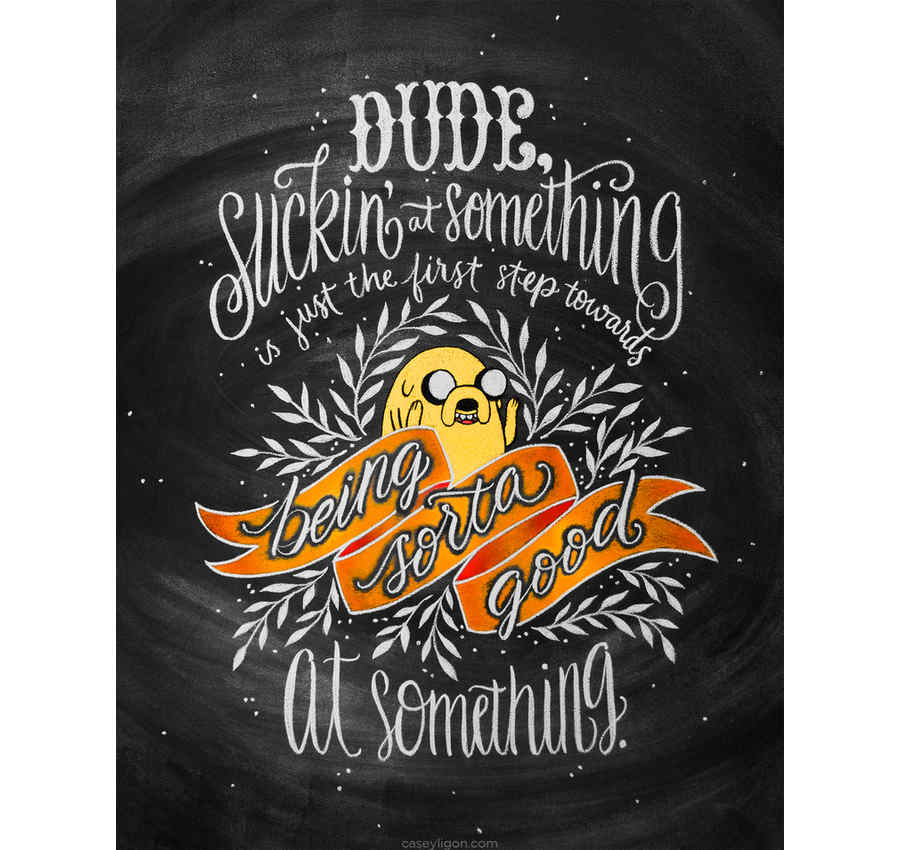 DUDE,
Suckin' at something
is just the first step towards
being
sorta
good
at something.
caseyligon.com